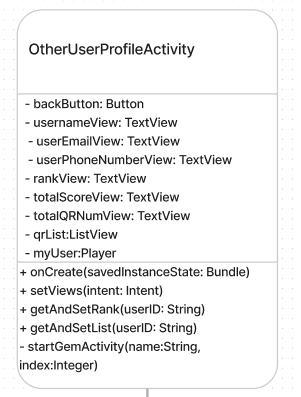 OtherUserProfileActivity
- backButton: Button
- usernameView: TextView
- userEmailView: TextView
- userPhoneNumberView: TextView
- rankView: TextView
- totalScoreView: TextView
- totalQRNumView: TextView
- qrList:ListView
- myUser:Player
+ onCreate(savedInstanceState: Bundle)
+ setViews(intent: Intent)
+ getAndSetRank(userID: String)
+ getAndSetList(userID: String)
- startGemActivity(name:String,
index:Integer)